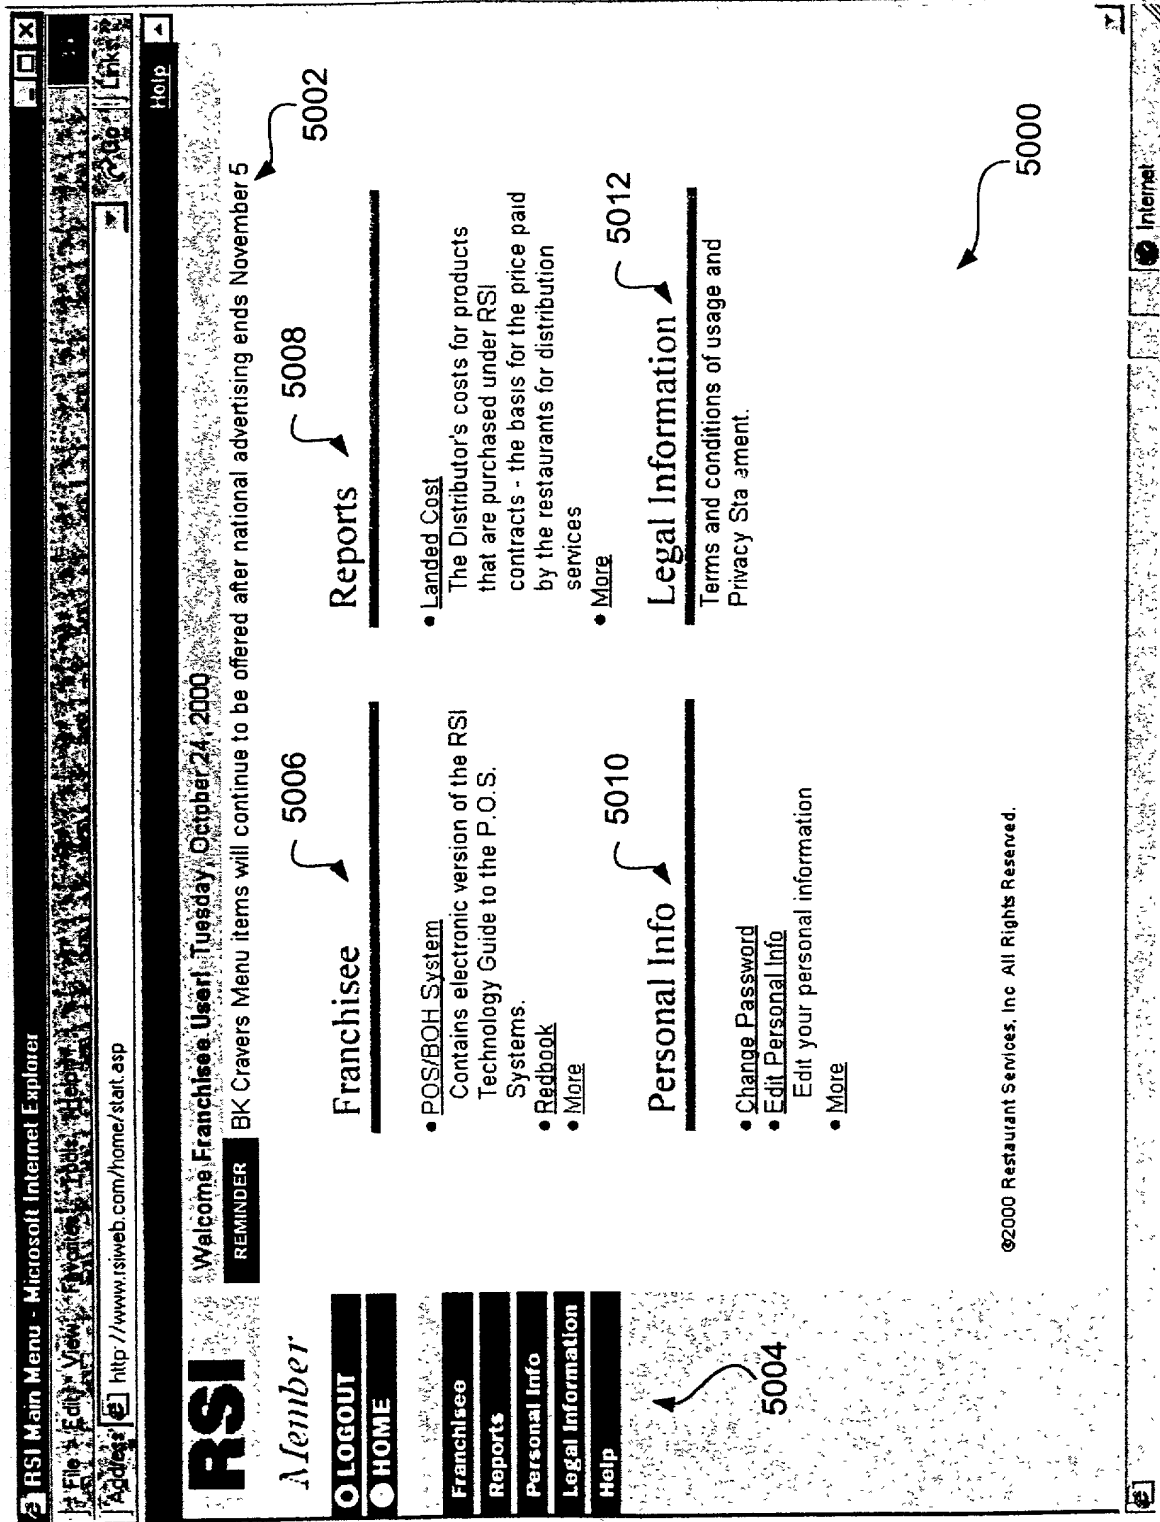 RSI Main Menu - Microsoft Internet Explorer
File Edit View Favorites Tools Help
Address http://www.rsiweb.com/home/start.asp Go Links
Help
RSI
Welcome Franchisee User! Tuesday, October 24, 2000
REMINDER BK Cravers Menu items will continue to be offered after national advertising ends November 5
5002
Member
LOGOUT
HOME
Franchisee
Reports
Personal Info
Legal Information
Help
5004
5006
Franchisee
• POS/BOH System
Contains electronic version of the RSI
Technology Guide to the P.O.S.
Systems.
• Redbook
• More
5008
Reports
• Landed Cost
The Distributor's costs for products
that are purchased under RSI
contracts - the basis for the price paid
by the restaurants for distribution
services
• More
5010
Personal Info
• Change Password
• Edit Personal Info
Edit your personal information
• More
5012
Legal Information
Terms and conditions of usage and
Privacy Sta ement.
5000
©2000 Restaurant Services, Inc. All Rights Reserved.
Internet